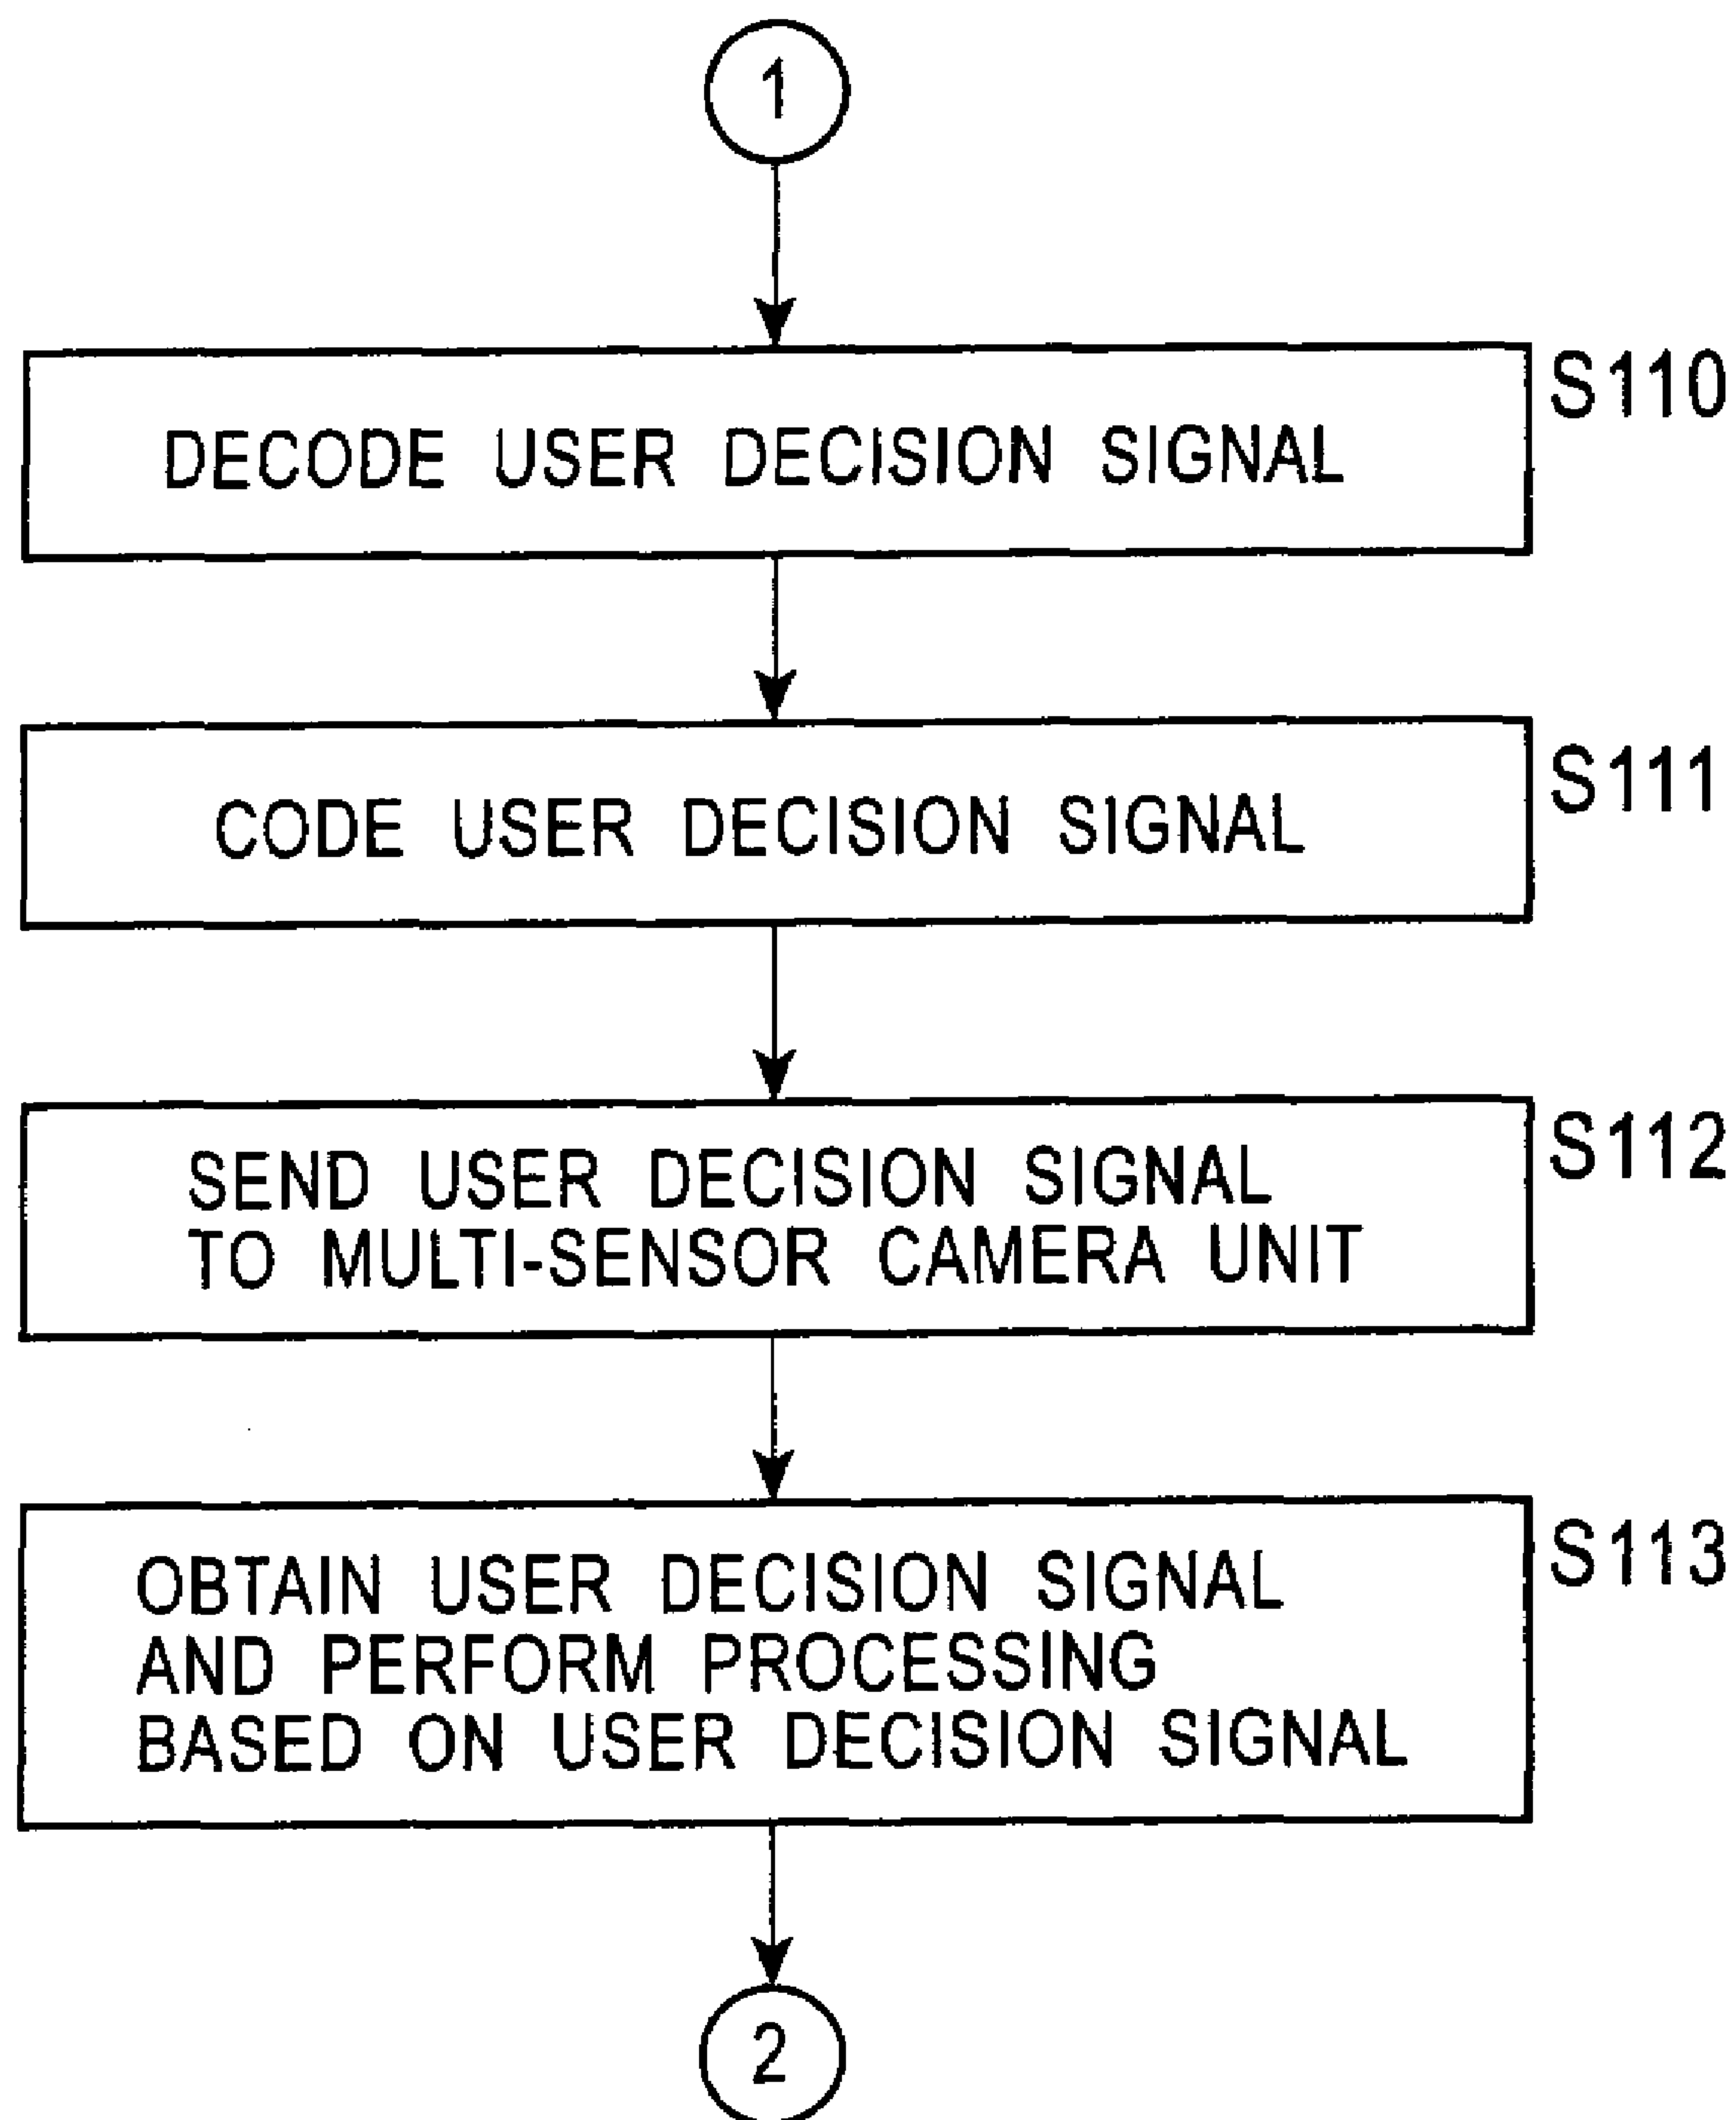 1
S110
DECODE USER DECISION SIGNAL
S111
CODE USER DECISION SIGNAL
S112
SEND USER DECISION SIGNAL
TO MULTI-SENSOR CAMERA UNIT
S113
OBTAIN USER DECISION SIGNAL
AND PERFORM PROCESSING
BASED ON USER DECISION SIGNAL
2